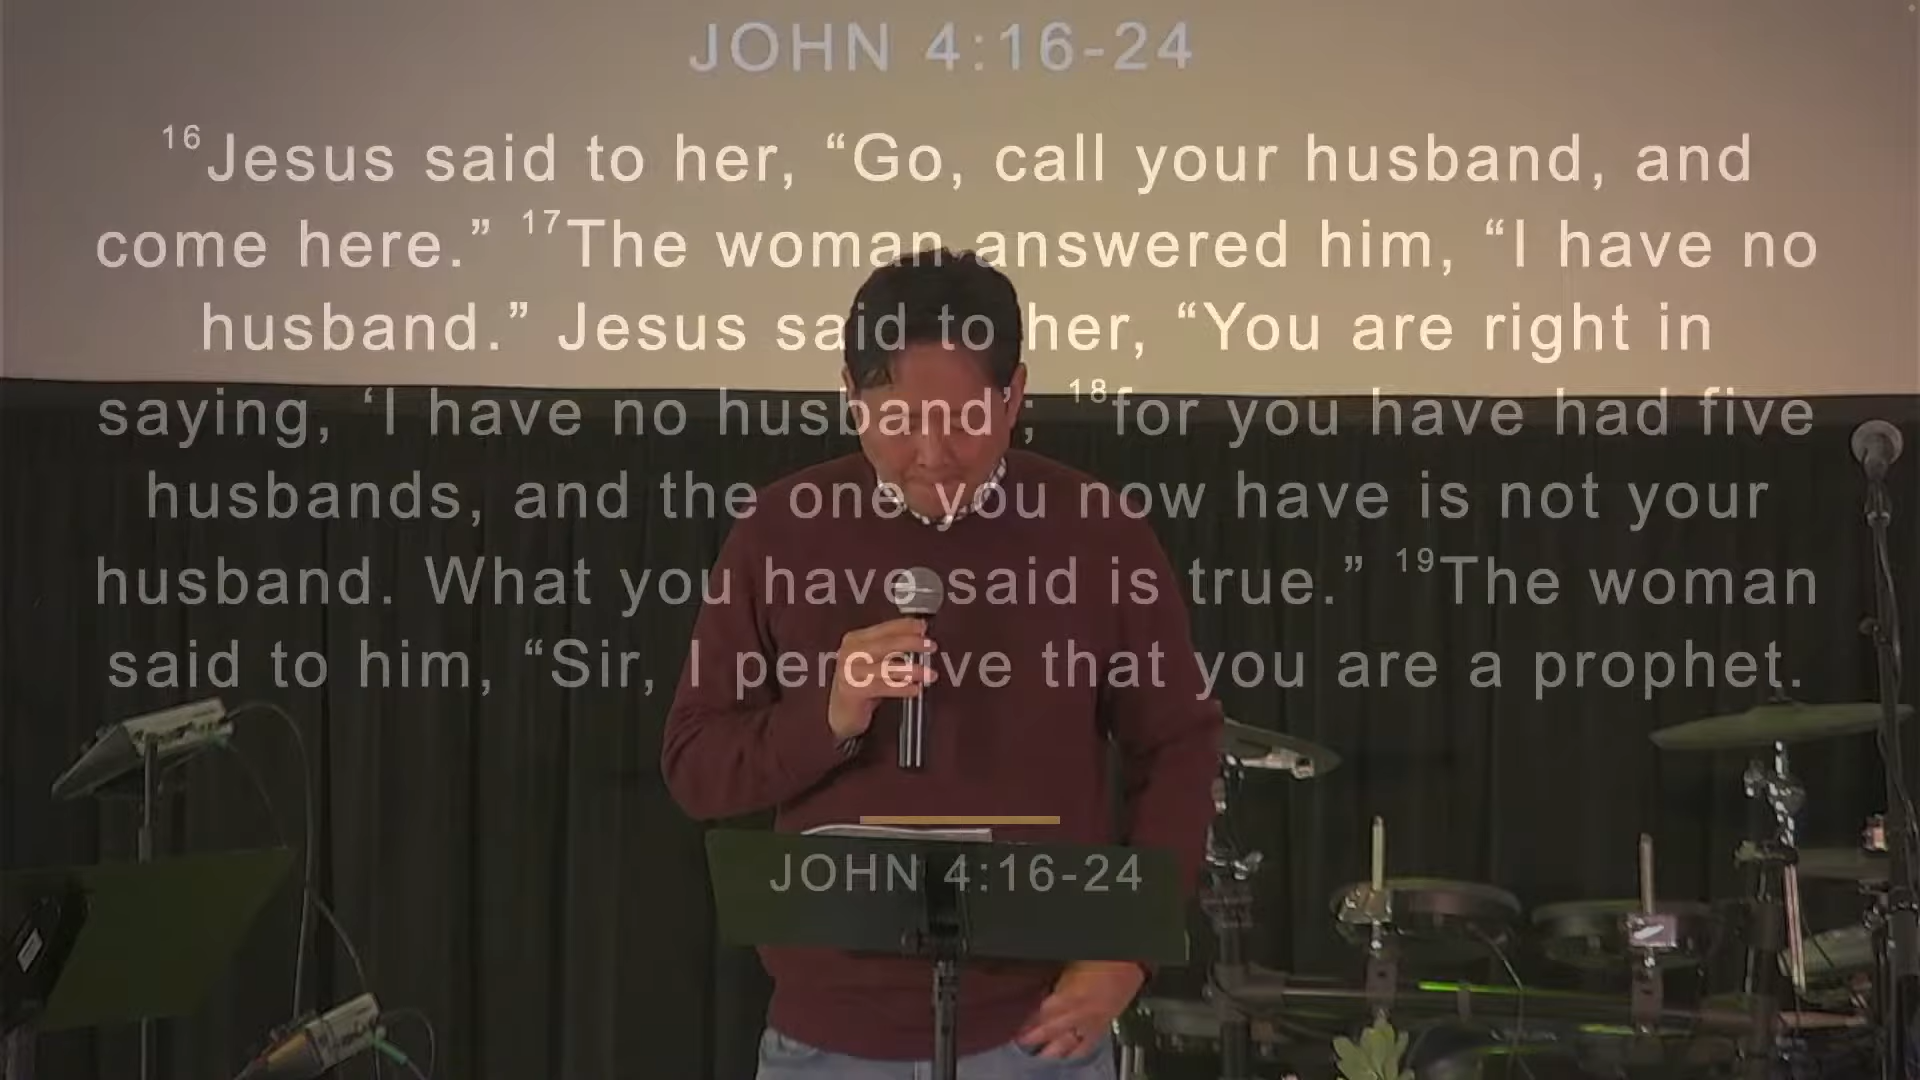 JOHN 4:16-24
16Jesus said to her, “Go, call your husband, and
come here.” 17The woman answered him, “I have no
husband.” Jesus said to her, “You are right in
saying, ‘I have no husband’; 18for you have had five
husbands, and the one you now have is not your
husband. What you have said is true.” 19The woman
said to him, “Sir, I perceive that you are a prophet.
JOHN 4:16-24